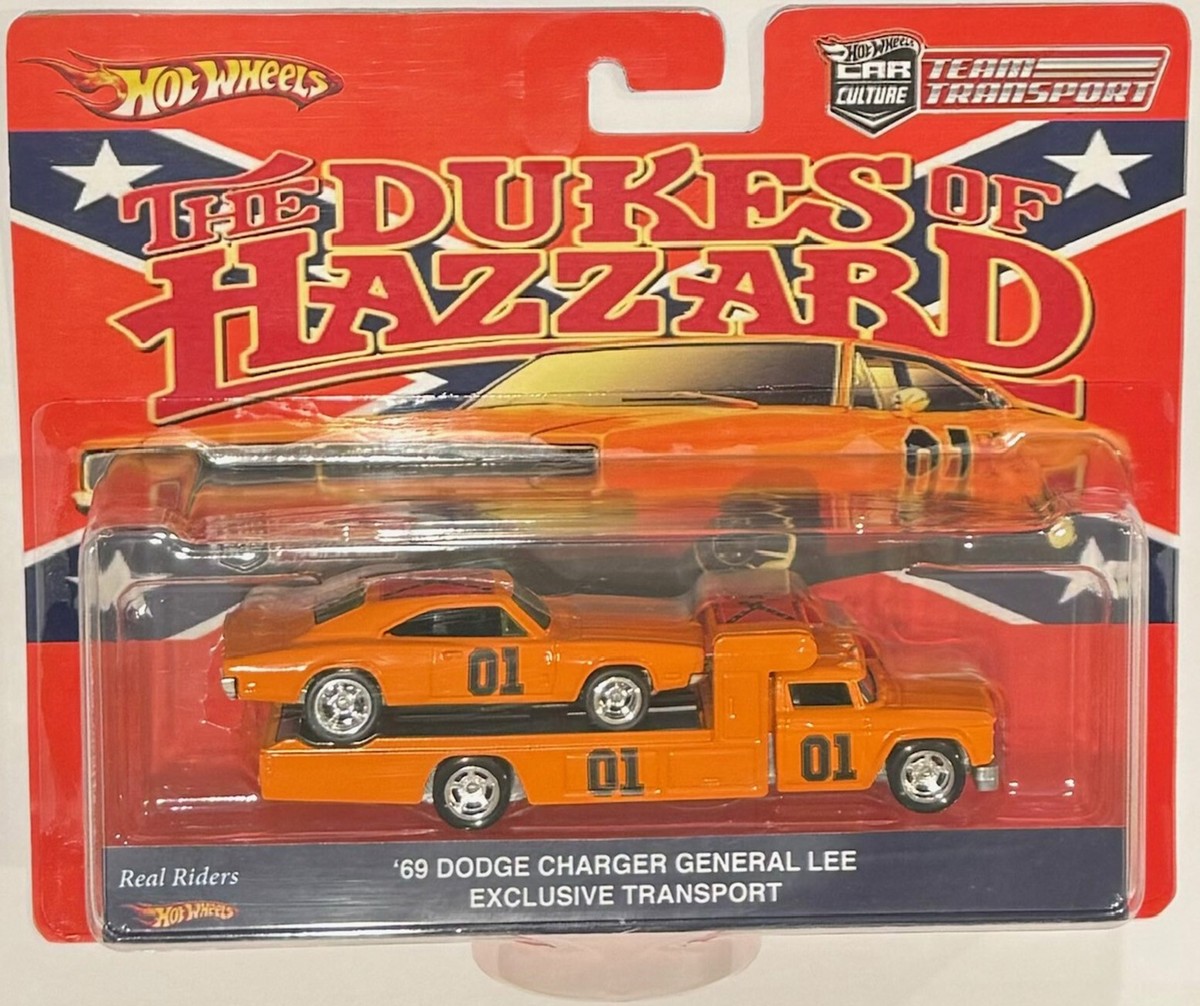 HOT WHEELS
HOT WHEELS
CAR
CULTURE
TEAM
TRANSPORT
THE DUKES OF
HAZZARD
01
01
01
01
Real Riders
HOT WHEELS
‘69 DODGE CHARGER GENERAL LEE
EXCLUSIVE TRANSPORT